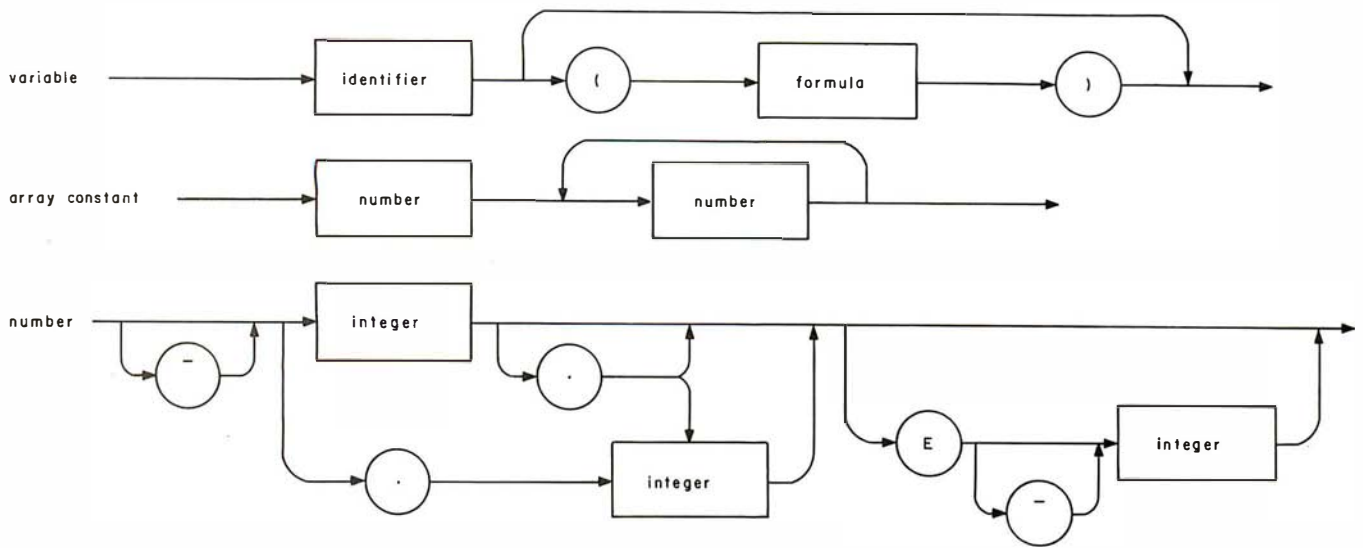 variable identifier ( formula )
array constant number number
number integer
- .
E integer
. integer
-